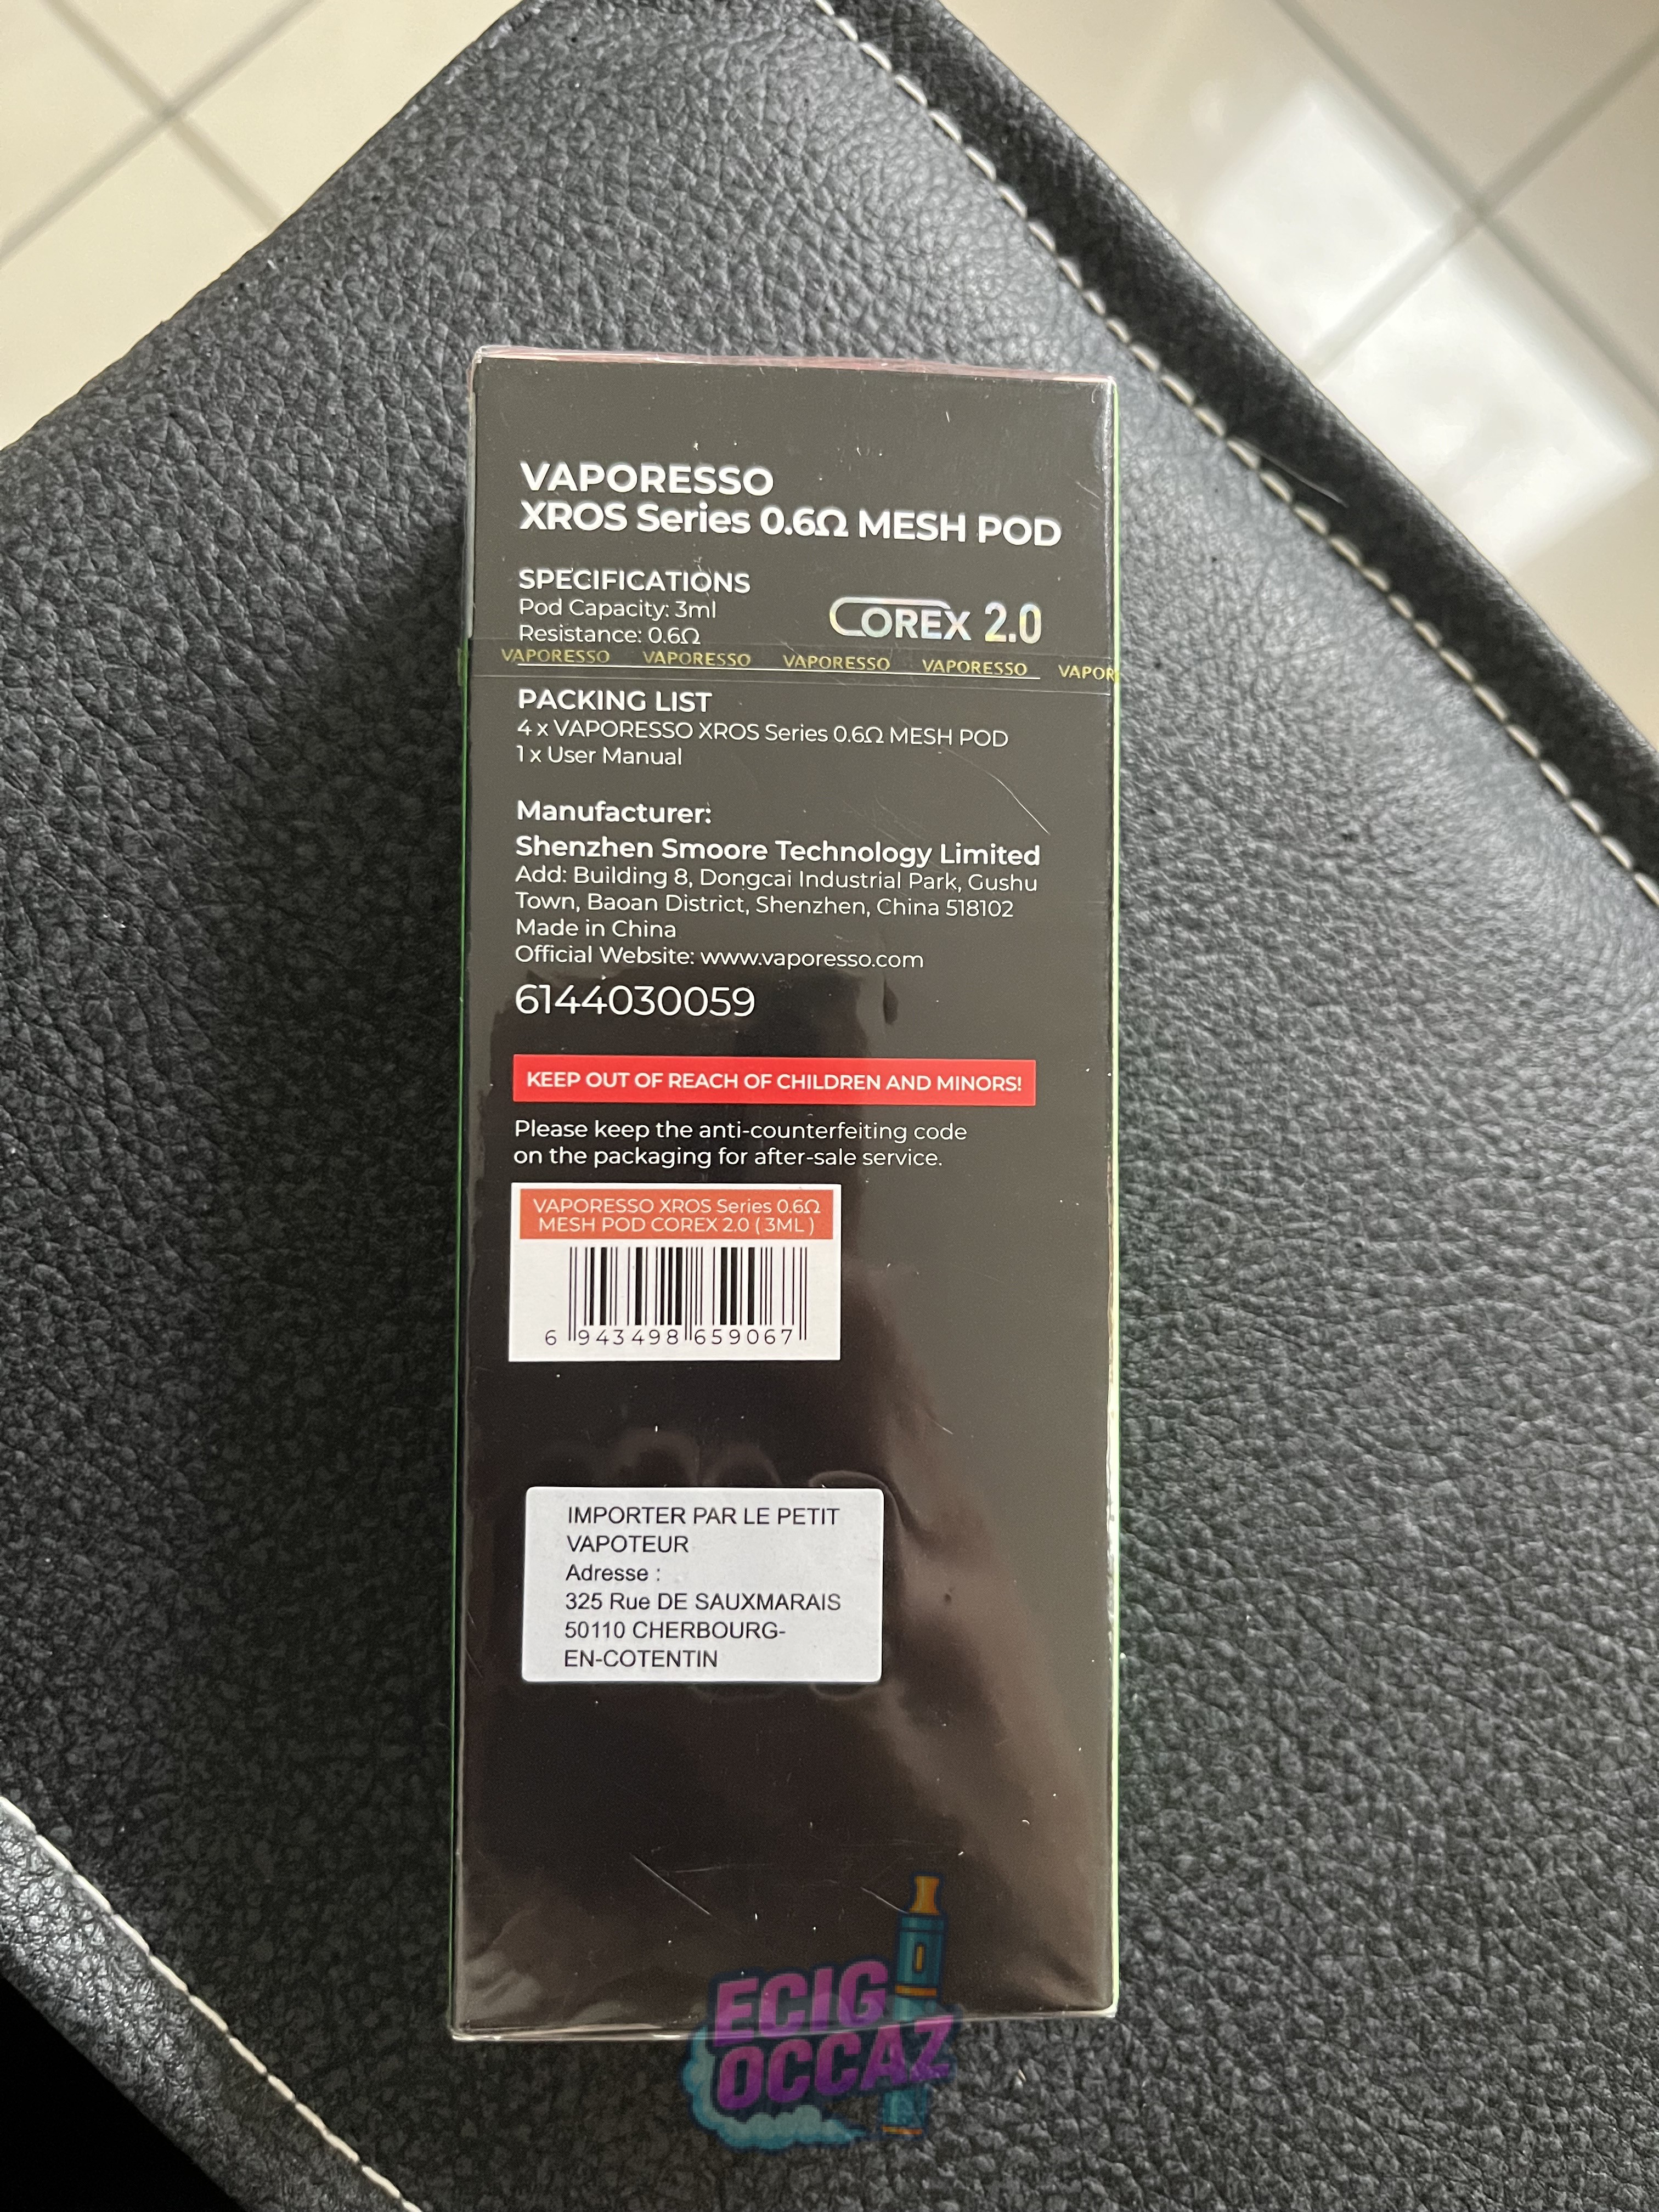 VAPORESSO
XROS Series 0.6Ω MESH POD
SPECIFICATIONS
Pod Capacity: 3ml
Resistance: 0.6Ω
COREX 2.0
VAPORESSO VAPORESSO VAPORESSO VAPORESSO VAPOR
PACKING LIST
4 x VAPORESSO XROS Series 0.6Ω MESH POD
1 x User Manual
Manufacturer:
Shenzhen Smoore Technology Limited
Add: Building 8, Dongcai Industrial Park, Gushu
Town, Baoan District, Shenzhen, China 518102
Made in China
Official Website: www.vaporesso.com
6144030059
KEEP OUT OF REACH OF CHILDREN AND MINORS!
Please keep the anti-counterfeiting code
on the packaging for after-sale service.
VAPORESSO XROS Series 0.6Ω
MESH POD COREX 2.0 ( 3ML )
6 943498 659067
IMPORTER PAR LE PETIT
VAPOTEUR
Adresse :
325 Rue DE SAUXMARAIS
50110 CHERBOURG-
EN-COTENTIN
ECIG
OCCAZ